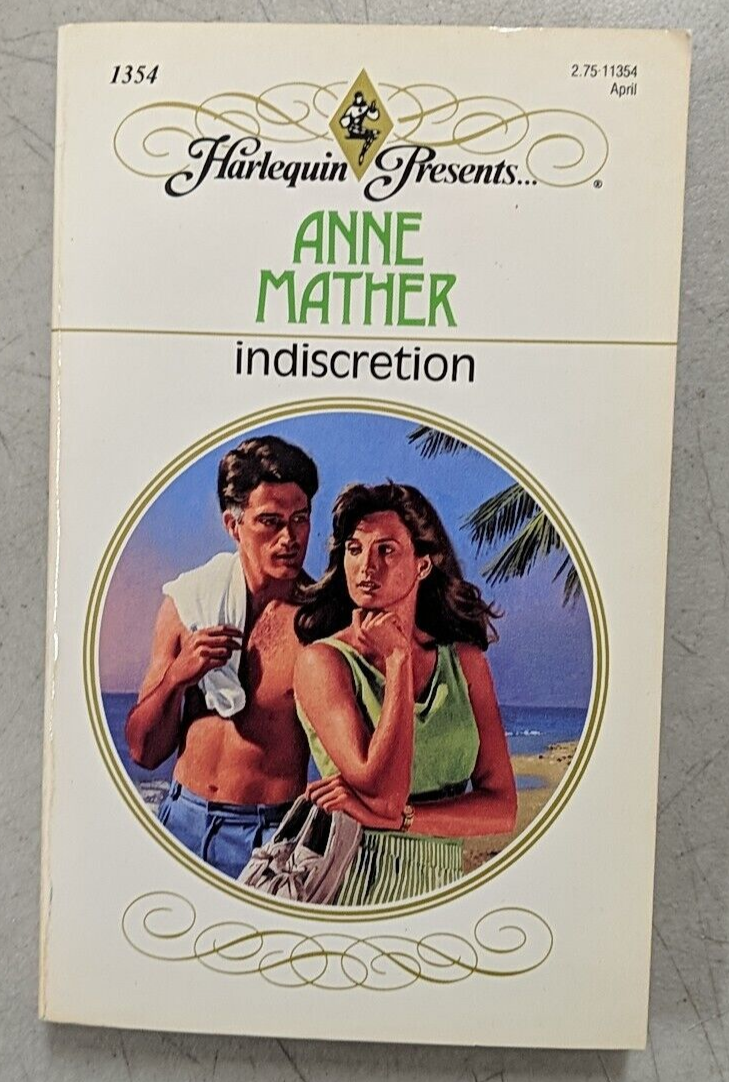 1354
2.75·11354
April
Harlequin Presents...®
ANNE
MATHER
indiscretion